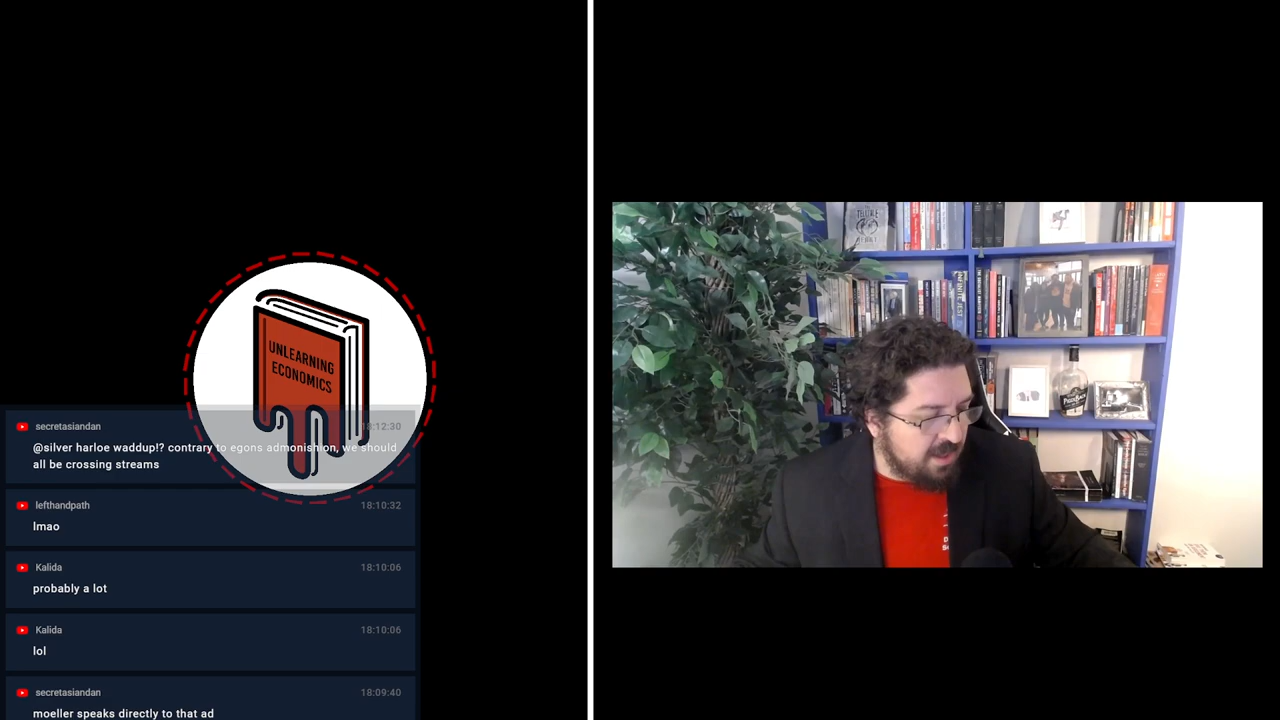 UNLEARNING
ECONOMICS
secretasiandan
18:12:30
@silver harloe waddup!? contrary to egons admonishion, we should
all be crossing streams
lefthandpath
18:10:32
lmao
Kalida
18:10:06
probably a lot
Kalida
18:10:06
lol
secretasiandan
18:09:40
moeller speaks directly to that ad
INFINITE JEST